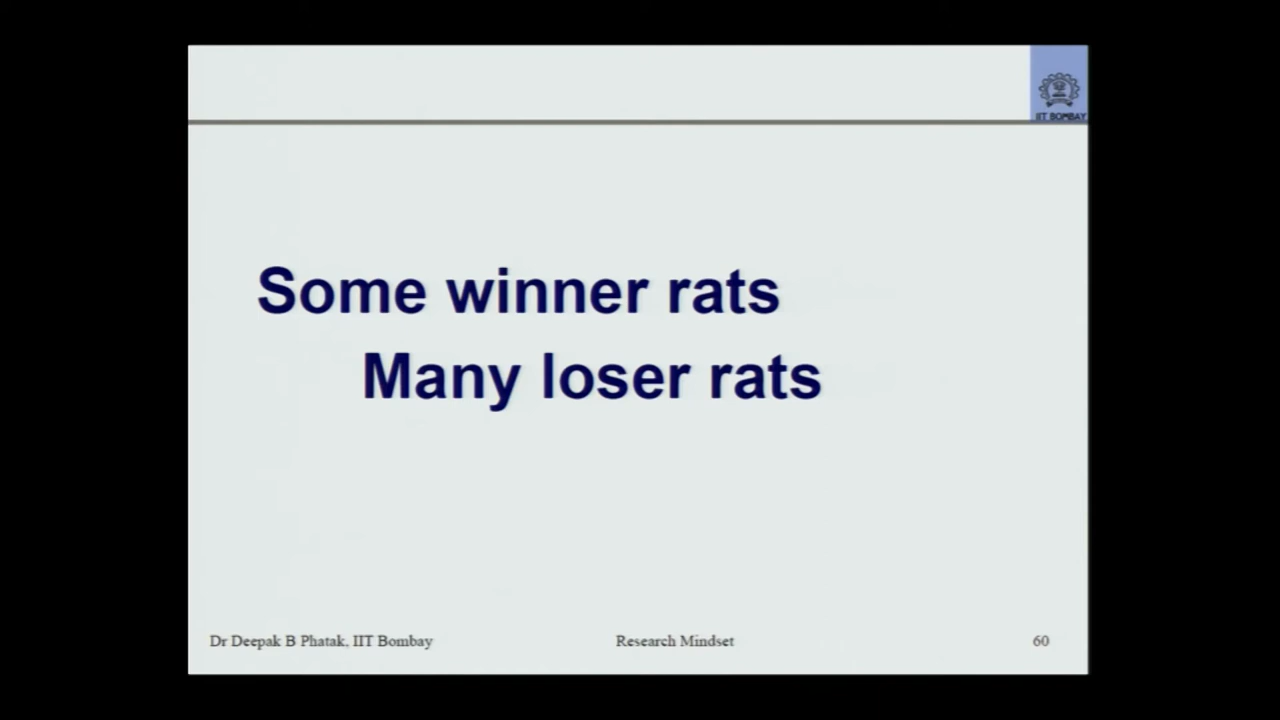 IIT BOMBAY
Some winner rats
Many loser rats
Dr Deepak B Phatak, IIT Bombay
Research Mindset
60